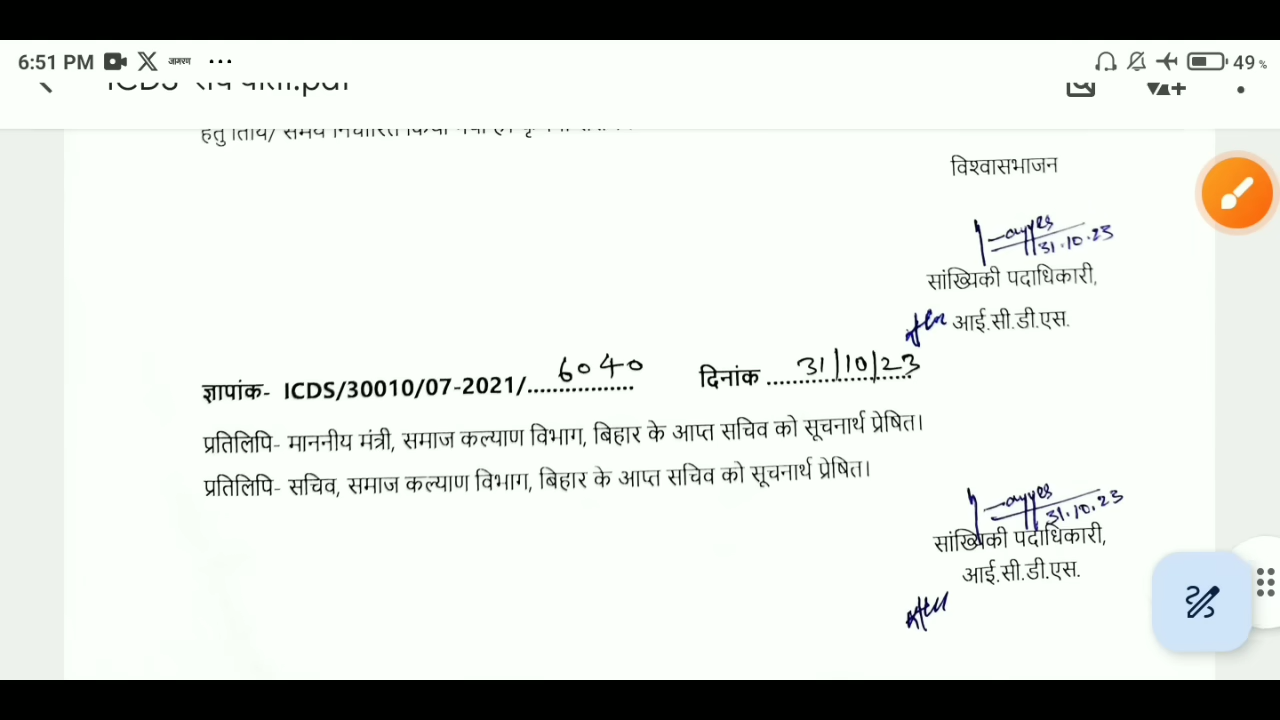 6:51 PM X जागरण ...
49%
विश्वासभाजन
31.10.23
सांख्यिकी पदाधिकारी,
आई.सी.डी.एस.
ज्ञापांक- ICDS/30010/07-2021/.....6040..... दिनांक .....31/10/23.....
प्रतिलिपि- माननीय मंत्री, समाज कल्याण विभाग, बिहार के आप्त सचिव को सूचनार्थ प्रेषित।
प्रतिलिपि- सचिव, समाज कल्याण विभाग, बिहार के आप्त सचिव को सूचनार्थ प्रेषित।
31.10.23
सांख्यिकी पदाधिकारी,
आई.सी.डी.एस.